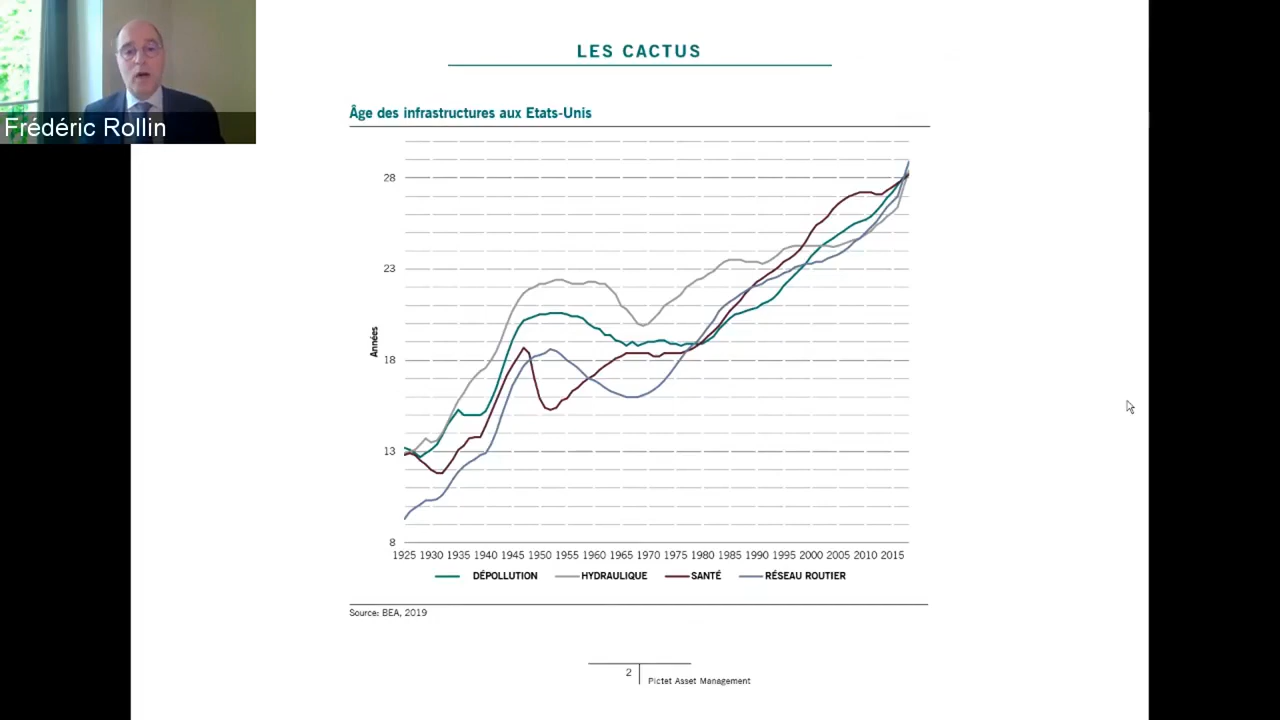 LES CACTUS
Frédéric Rollin
Âge des infrastructures aux Etats-Unis
28
23
18
13
8
Années
1925 1930 1935 1940 1945 1950 1955 1960 1965 1970 1975 1980 1985 1990 1995 2000 2005 2010 2015
DÉPOLLUTION HYDRAULIQUE SANTÉ RÉSEAU ROUTIER
Source: BEA, 2019
2
Pictet Asset Management